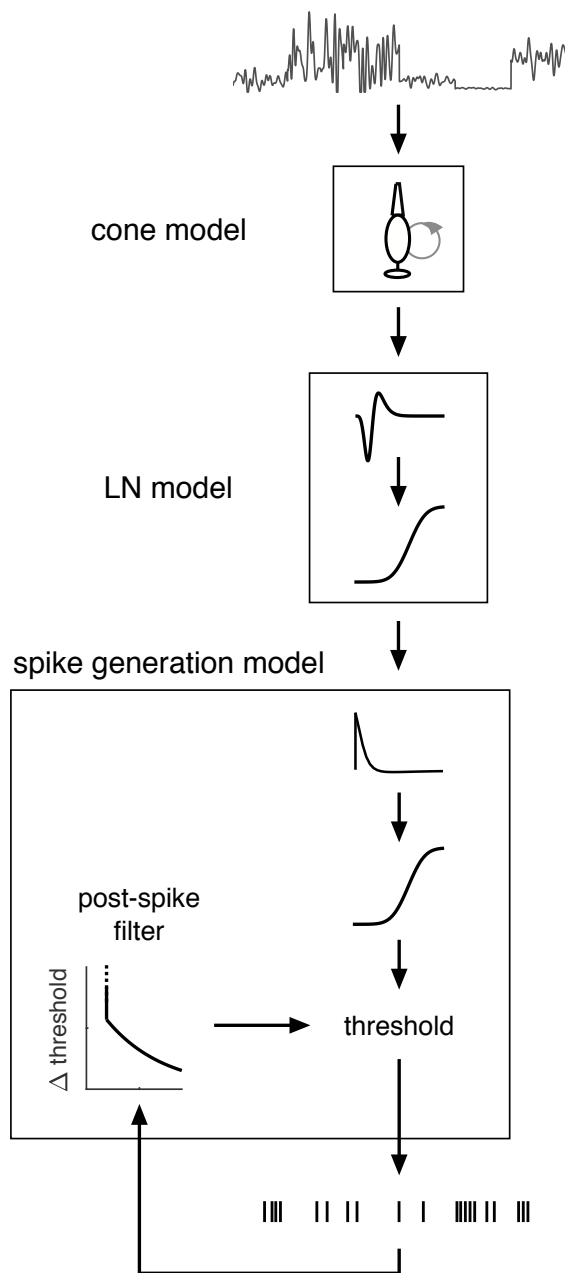 cone model
LN model
spike generation model
post-spike
filter
Δ threshold
threshold